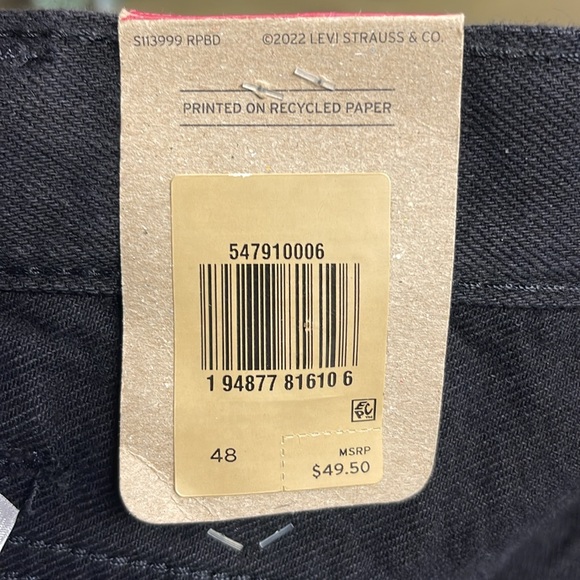 S113999 RPBD ©2022 LEVI STRAUSS & CO.
PRINTED ON RECYCLED PAPER
547910006
1 94877 81610 6
EPC
48
MSRP
$49.50